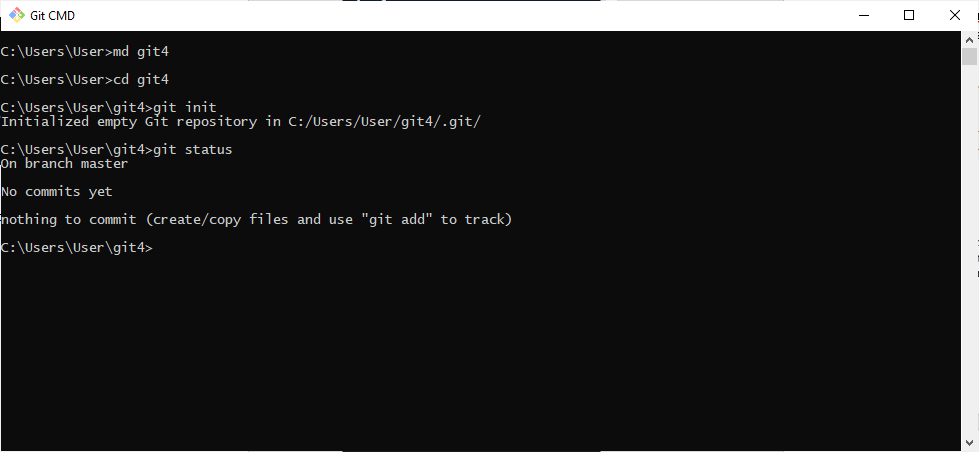 Git CMD
C:\Users\User>md git4
C:\Users\User>cd git4
C:\Users\User\git4>git init
Initialized empty Git repository in C:/Users/User/git4/.git/
C:\Users\User\git4>git status
On branch master
No commits yet
nothing to commit (create/copy files and use "git add" to track)
C:\Users\User\git4>